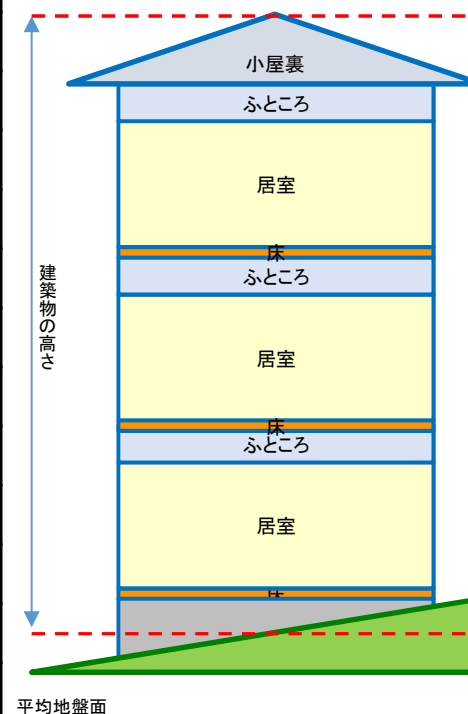 小屋裏
ふところ
居室
床
ふところ
建築物の高さ
居室
床
ふところ
居室
平均地盤面